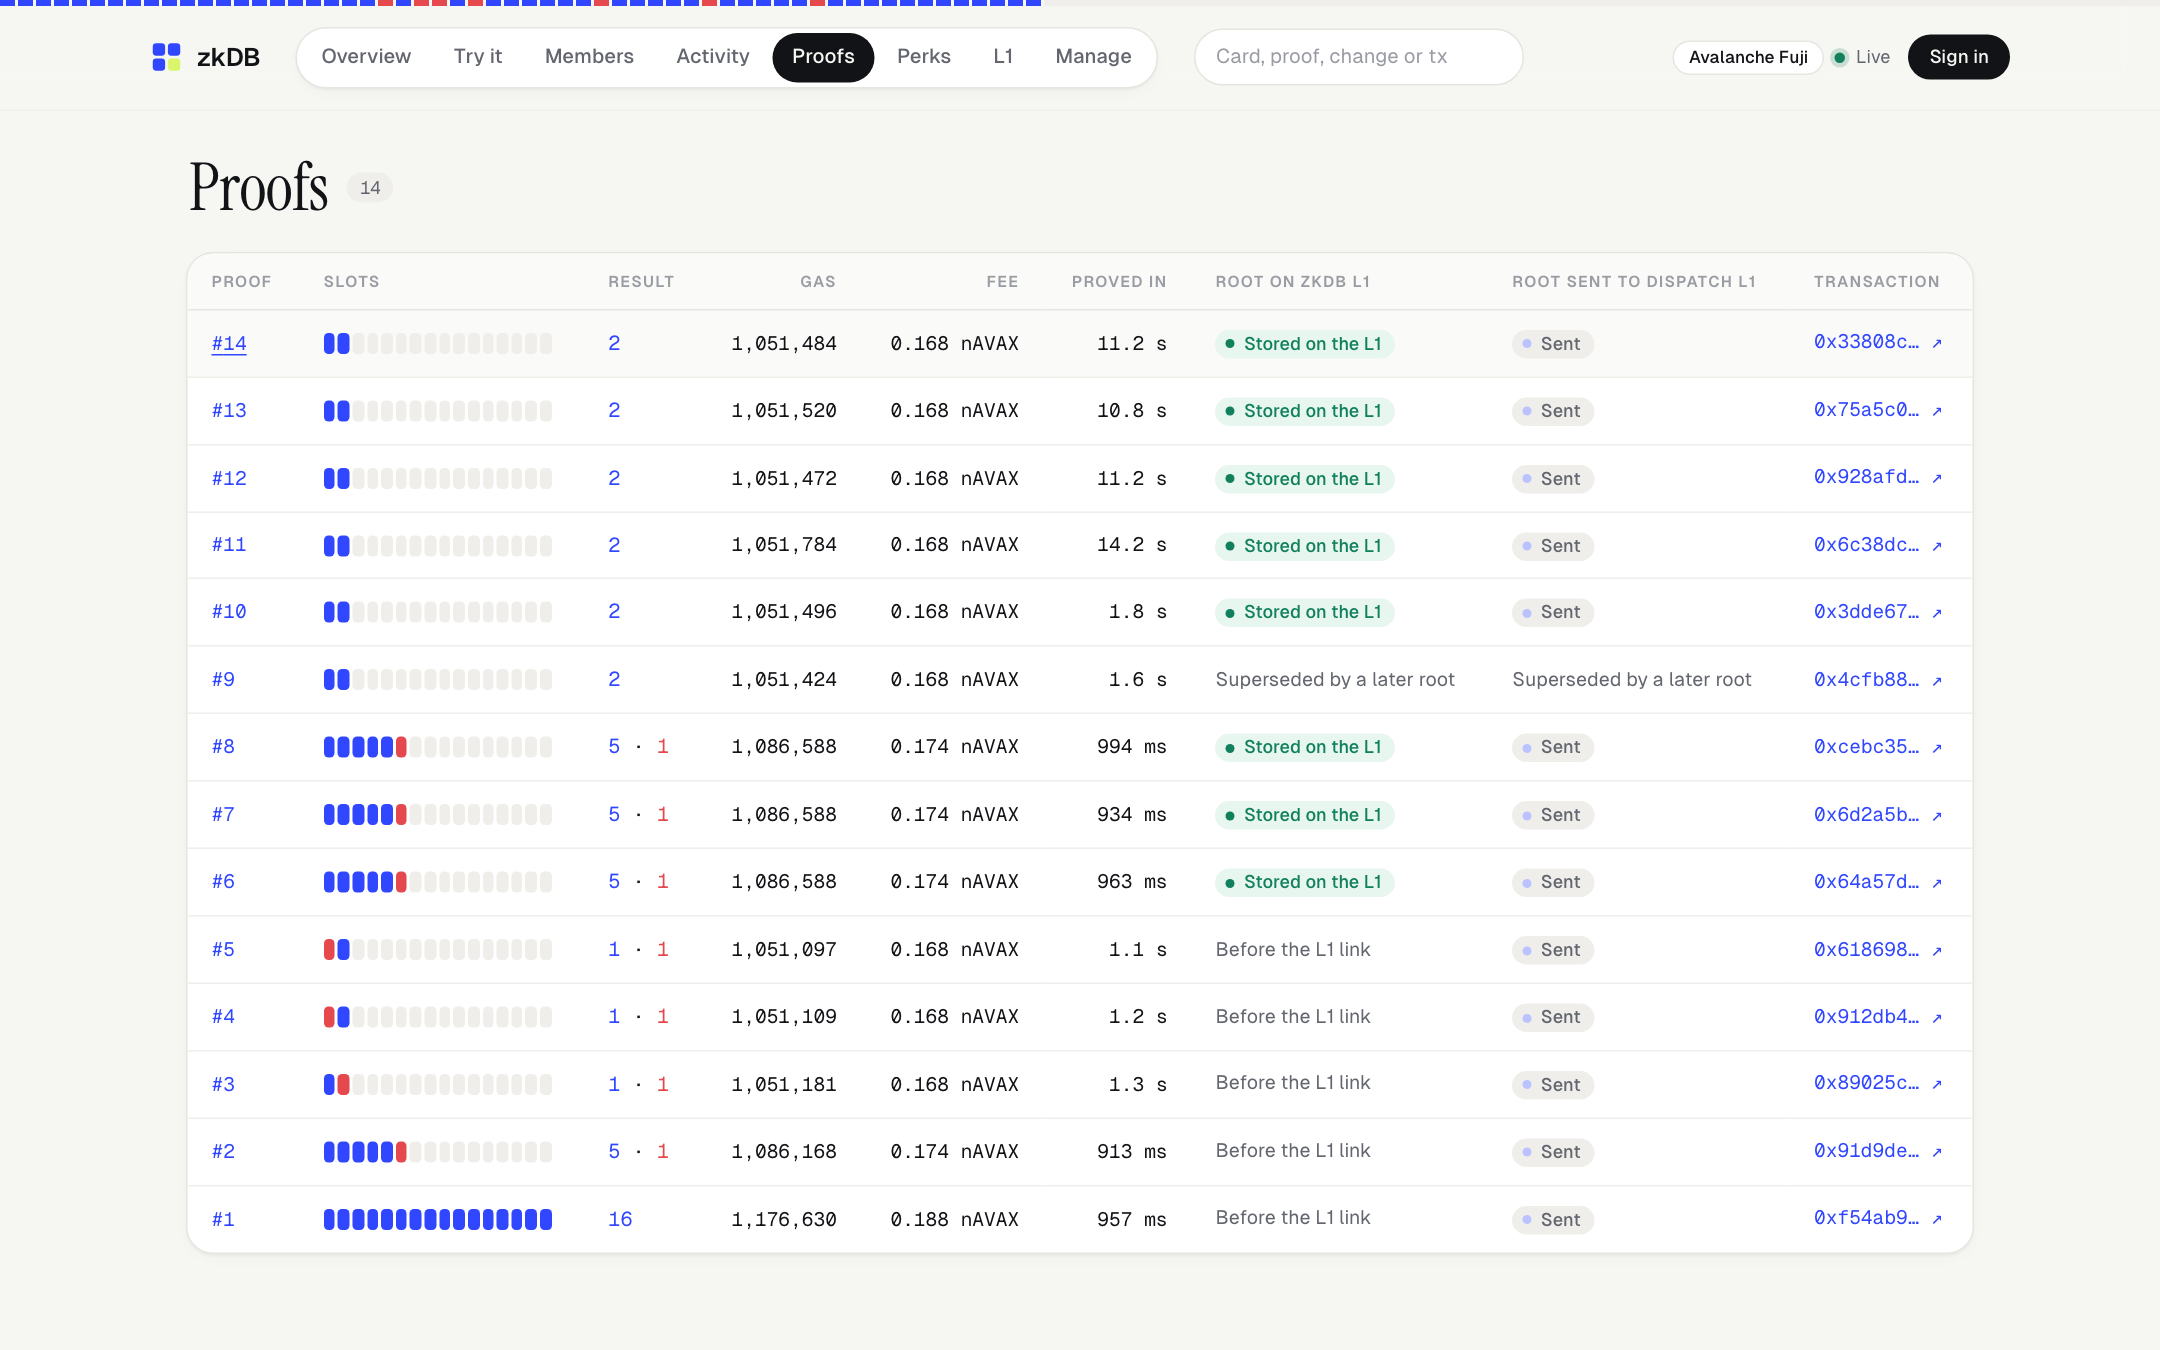 zkDB Overview Try it Members Activity Proofs Perks L1 Manage Card, proof, change or tx Avalanche Fuji Live Sign in
Proofs 14
PROOF SLOTS RESULT GAS FEE PROVED IN ROOT ON ZKDB L1 ROOT SENT TO DISPATCH L1 TRANSACTION
#14 2 1,051,484 0.168 nAVAX 11.2 s Stored on the L1 Sent 0x33808c… ↗
#13 2 1,051,520 0.168 nAVAX 10.8 s Stored on the L1 Sent 0x75a5c0… ↗
#12 2 1,051,472 0.168 nAVAX 11.2 s Stored on the L1 Sent 0x928afd… ↗
#11 2 1,051,784 0.168 nAVAX 14.2 s Stored on the L1 Sent 0x6c38dc… ↗
#10 2 1,051,496 0.168 nAVAX 1.8 s Stored on the L1 Sent 0x3dde67… ↗
#9 2 1,051,424 0.168 nAVAX 1.6 s Superseded by a later root Superseded by a later root 0x4cfb88… ↗
#8 5 · 1 1,086,588 0.174 nAVAX 994 ms Stored on the L1 Sent 0xcebc35… ↗
#7 5 · 1 1,086,588 0.174 nAVAX 934 ms Stored on the L1 Sent 0x6d2a5b… ↗
#6 5 · 1 1,086,588 0.174 nAVAX 963 ms Stored on the L1 Sent 0x64a57d… ↗
#5 1 · 1 1,051,097 0.168 nAVAX 1.1 s Before the L1 link Sent 0x618698… ↗
#4 1 · 1 1,051,109 0.168 nAVAX 1.2 s Before the L1 link Sent 0x912db4… ↗
#3 1 · 1 1,051,181 0.168 nAVAX 1.3 s Before the L1 link Sent 0x89025c… ↗
#2 5 · 1 1,086,168 0.174 nAVAX 913 ms Before the L1 link Sent 0x91d9de… ↗
#1 16 1,176,630 0.188 nAVAX 957 ms Before the L1 link Sent 0xf54ab9… ↗